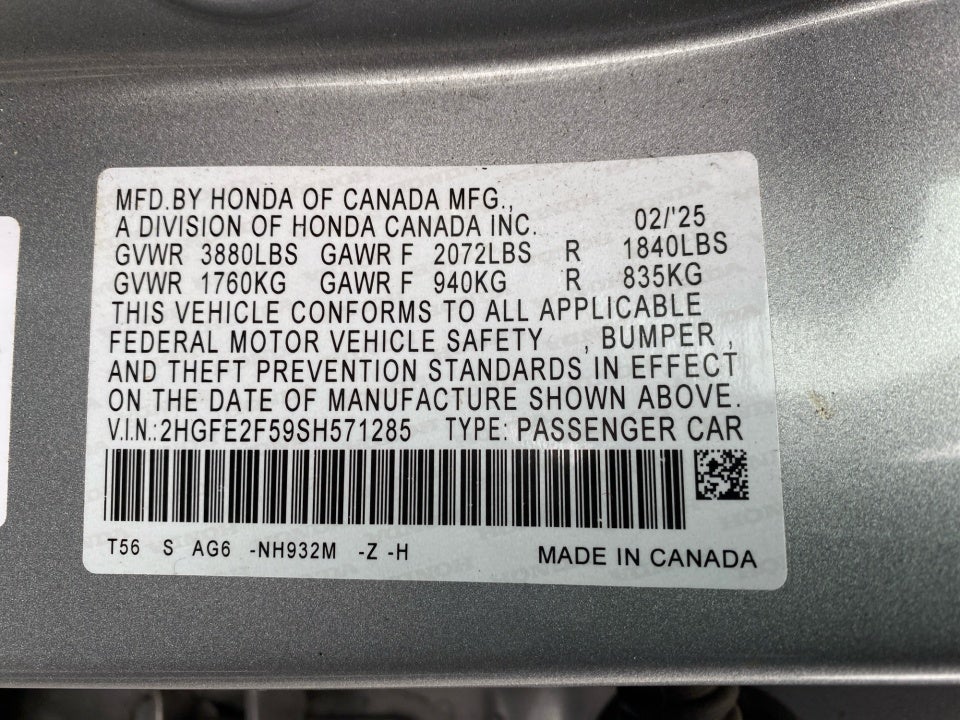 MFD.BY HONDA OF CANADA MFG.,
A DIVISION OF HONDA CANADA INC. 02/'25
GVWR 3880LBS GAWR F 2072LBS R 1840LBS
GVWR 1760KG GAWR F 940KG R 835KG
THIS VEHICLE CONFORMS TO ALL APPLICABLE
FEDERAL MOTOR VEHICLE SAFETY , BUMPER ,
AND THEFT PREVENTION STANDARDS IN EFFECT
ON THE DATE OF MANUFACTURE SHOWN ABOVE.
V.I.N.:2HGFE2F59SH571285 TYPE: PASSENGER CAR
T56 S AG6 -NH932M -Z -H MADE IN CANADA